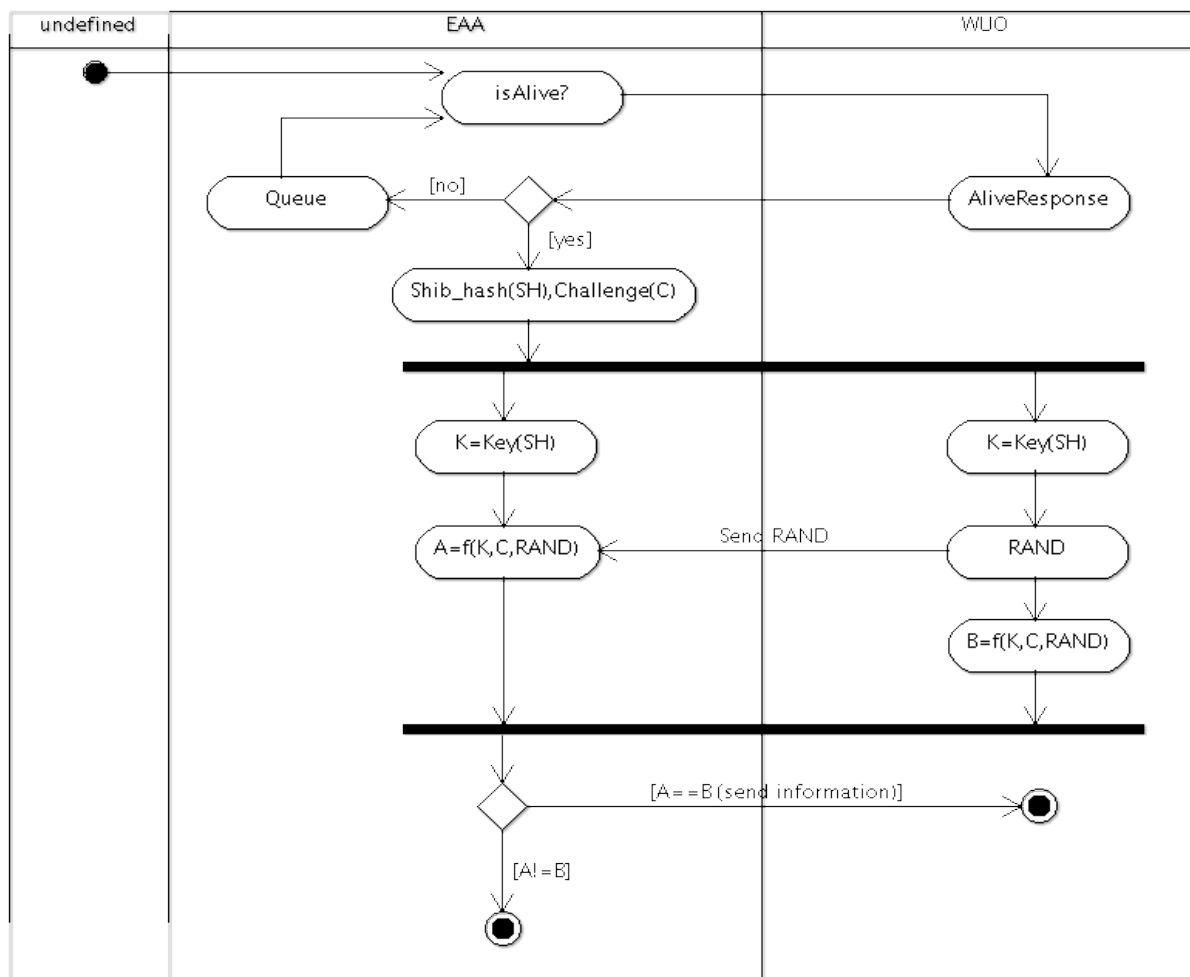 undefined
EAA
WUO
isAlive?
Queue
[no]
AliveResponse
[yes]
Shib_hash(SH),Challenge(C)
K=Key(SH)
K=Key(SH)
A=f(K,C,RAND)
Send RAND
RAND
B=f(K,C,RAND)
[A==B(send information)]
[A!=B]